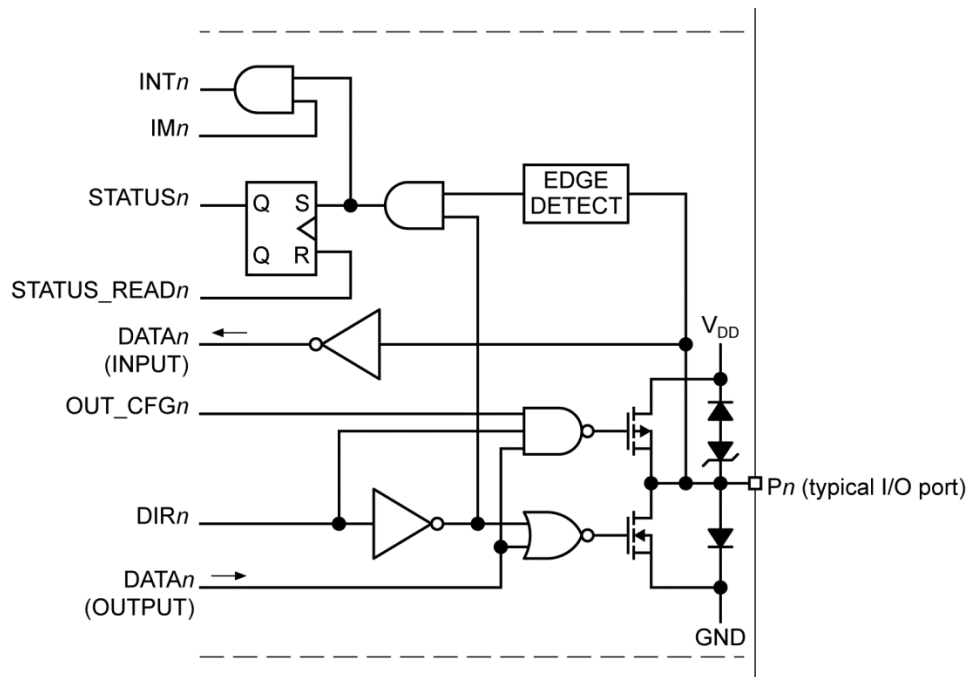 INTn
IMn
STATUSn
Q S
Q R
EDGE
DETECT
STATUS_READn
DATAn
(INPUT)
VDD
OUT_CFGn
Pn (typical I/O port)
DIRn
DATAn
(OUTPUT)
GND